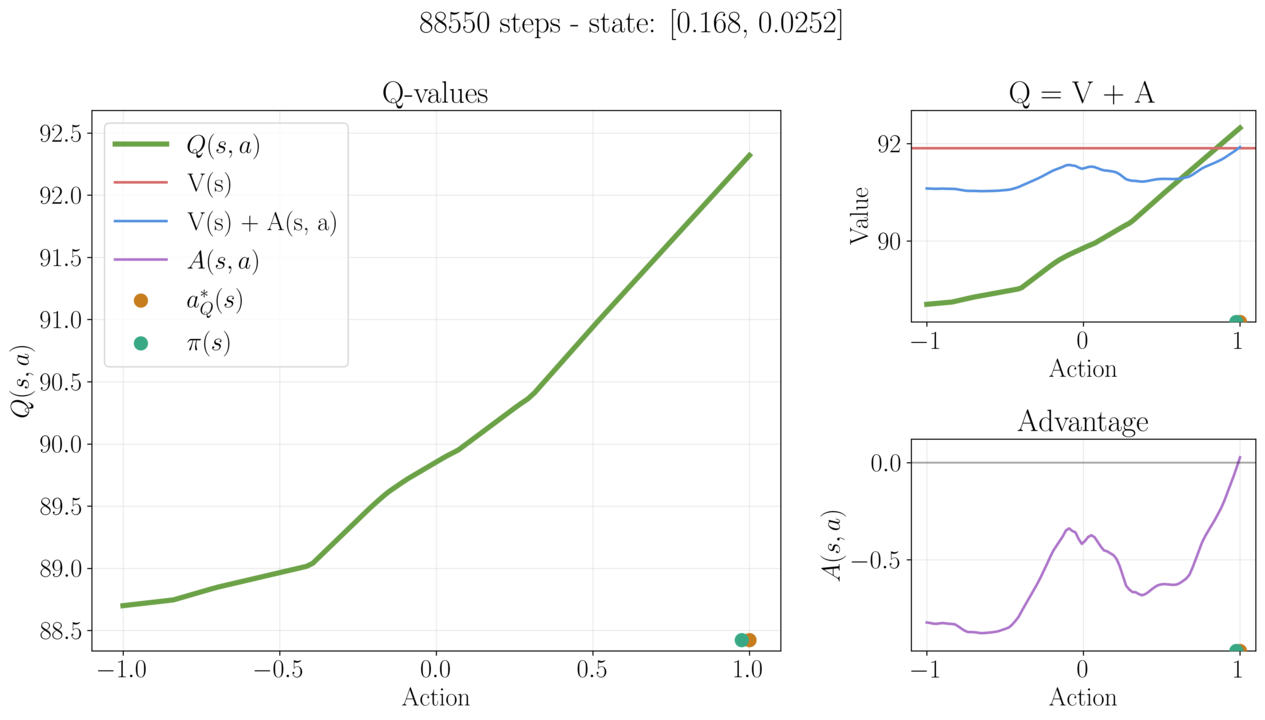 88550 steps - state: [0.168, 0.0252]
Q-values
Q(s, a)
92.5
92.0
91.5
91.0
90.5
90.0
89.5
89.0
88.5
Q(s, a)
V(s)
V(s) + A(s, a)
A(s, a)
a*Q(s)
π(s)
−1.0
−0.5
0.0
0.5
1.0
Action
Q = V + A
Value
92
90
−1
0
1
Action
Advantage
A(s, a)
0.0
−0.5
−1
0
1
Action